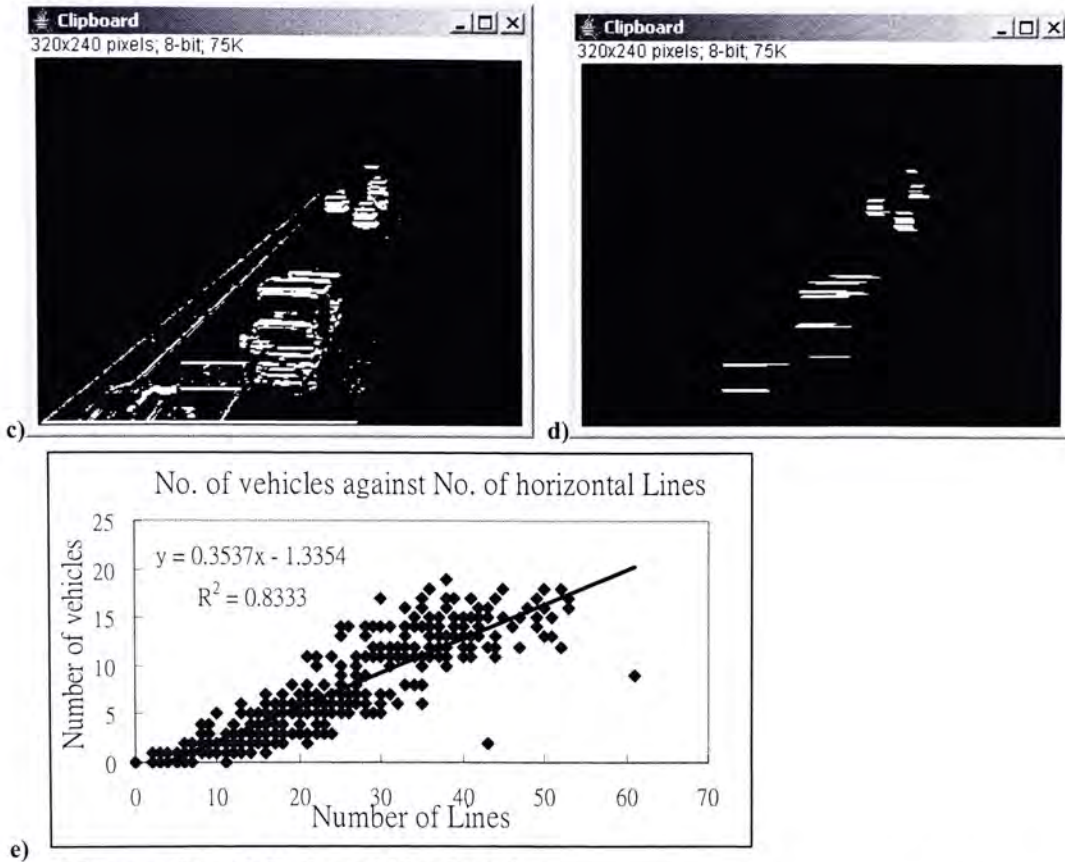 Clipboard
320x240 pixels; 8-bit; 75K
c)
Clipboard
320x240 pixels; 8-bit; 75K
d)
No. of vehicles against No. of horizontal Lines
y = 0.3537x - 1.3354
R² = 0.8333
Number of vehicles
25
20
15
10
5
0
0 10 20 30 40 50 60 70
Number of Lines
e)